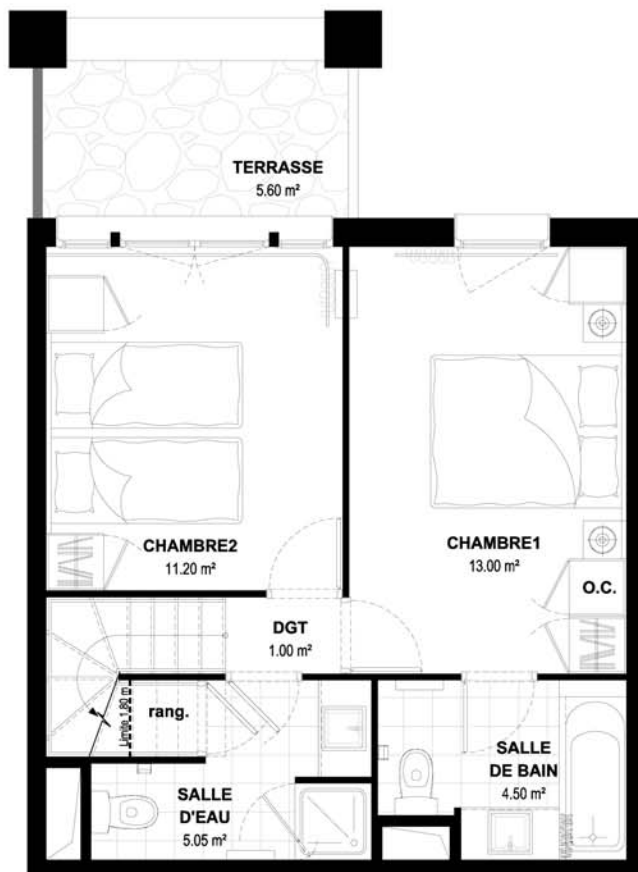 TERRASSE
5.60 m²
CHAMBRE2
11.20 m²
CHAMBRE1
13.00 m²
O.C.
DGT
1.00 m²
Limite 1,80 m
rang.
SALLE
DE BAIN
4.50 m²
SALLE
D'EAU
5.05 m²